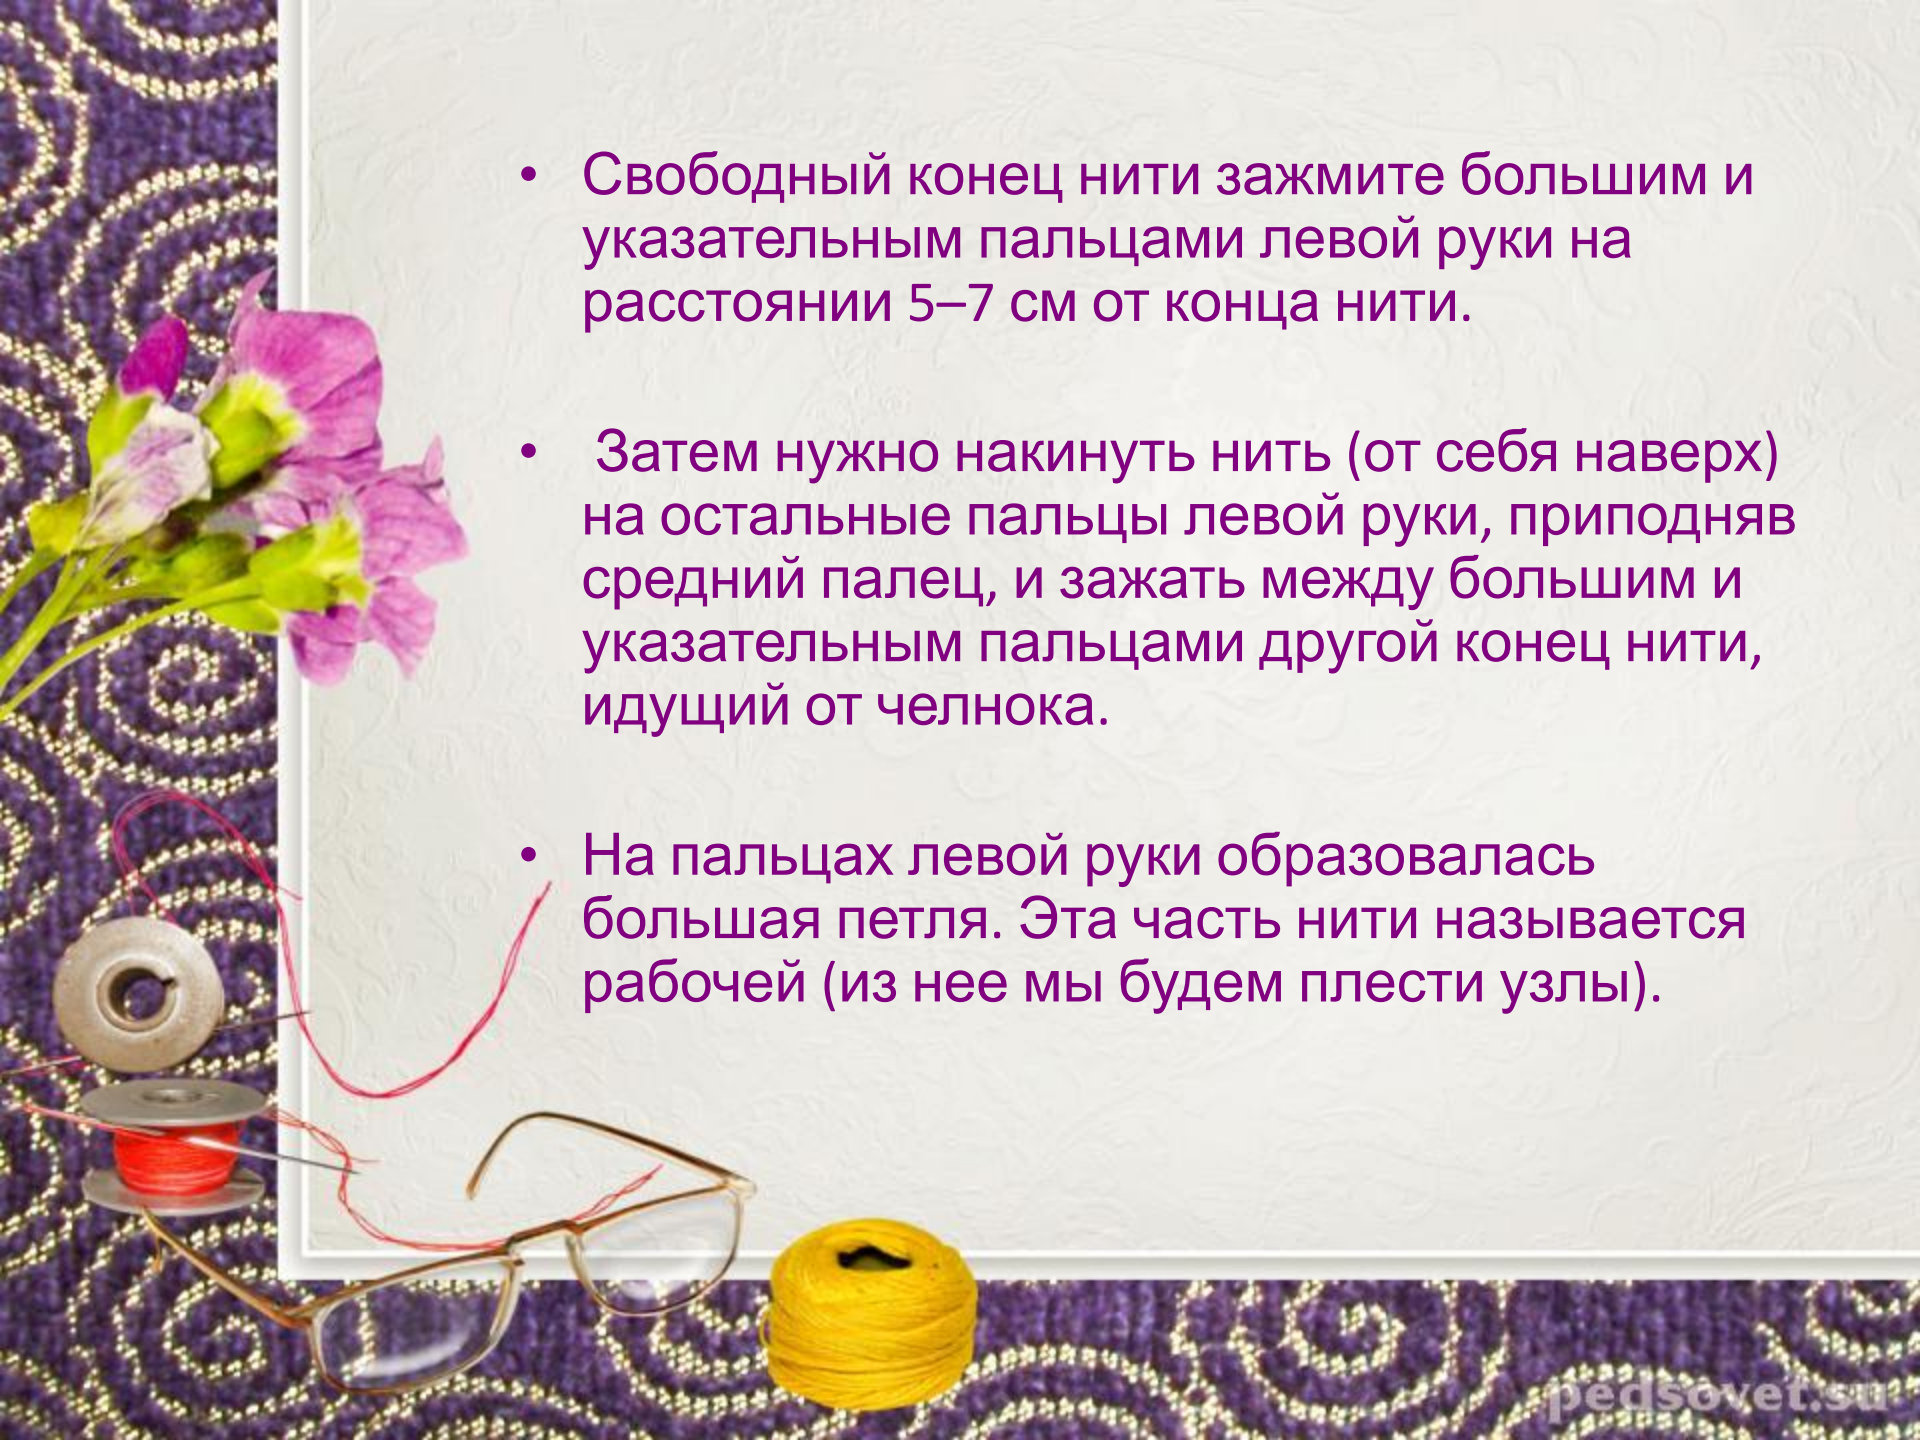 • Свободный конец нити зажмите большим и
указательным пальцами левой руки на
расстоянии 5–7 см от конца нити.
• Затем нужно накинуть нить (от себя наверх)
на остальные пальцы левой руки, приподняв
средний палец, и зажать между большим и
указательным пальцами другой конец нити,
идущий от челнока.
• На пальцах левой руки образовалась
большая петля. Эта часть нити называется
рабочей (из нее мы будем плести узлы).
pedsovet.su